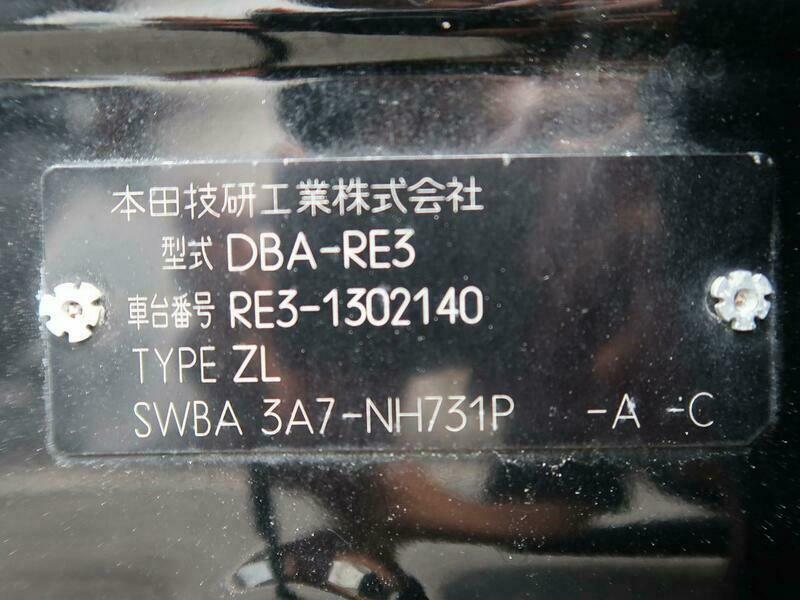 本田技研工業株式会社
型式 DBA-RE3
車台番号 RE3-1302140
TYPE ZL
SWBA 3A7-NH731P -A -C